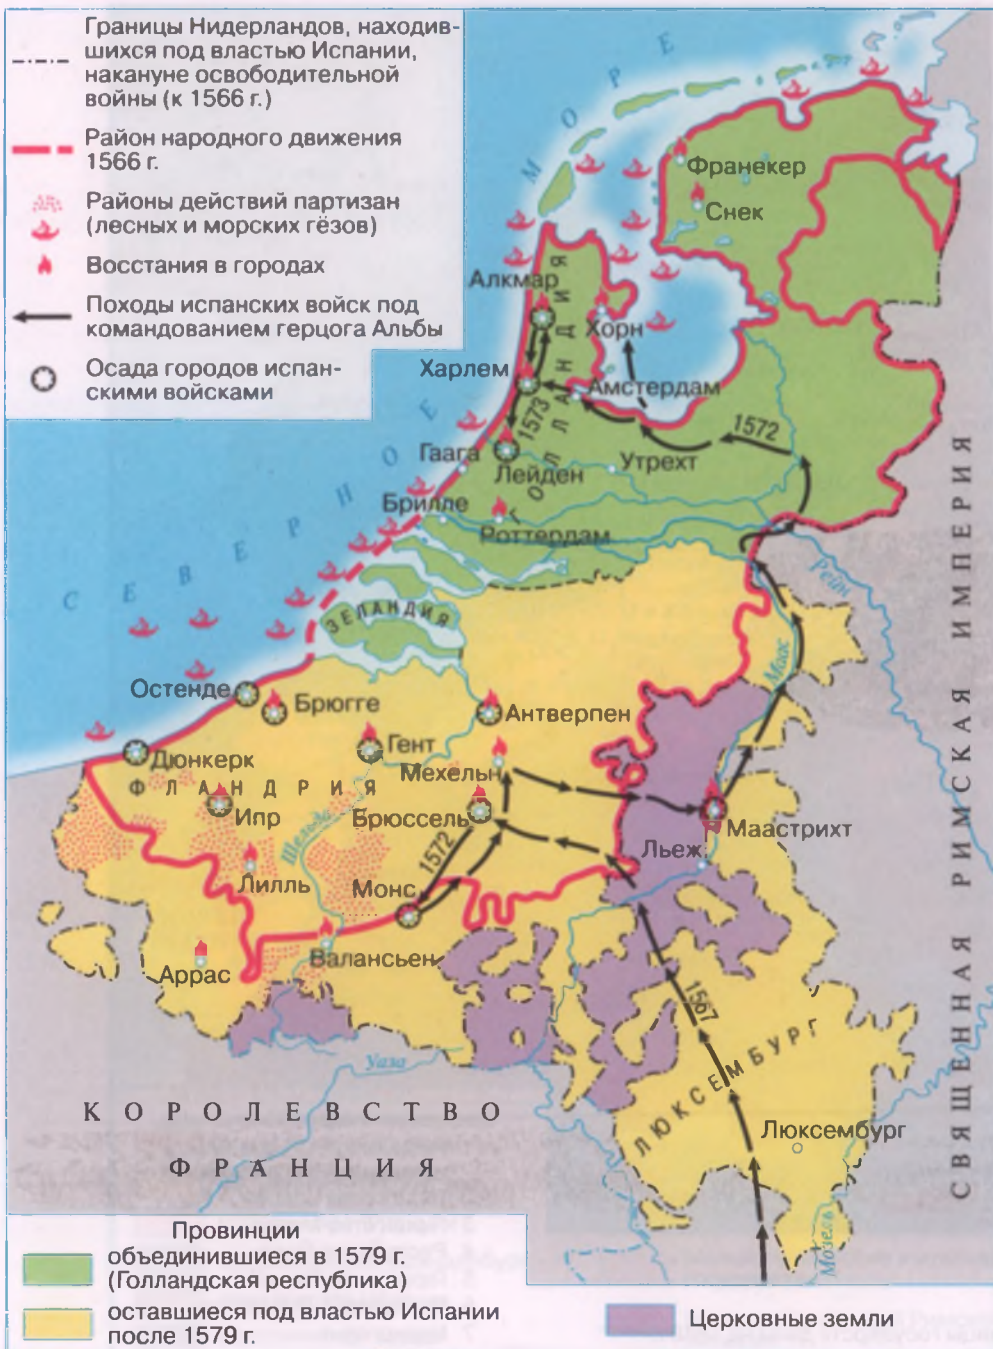 Границы Нидерландов, находив-
шихся под властью Испании,
накануне освободительной
войны (к 1566 г.)
Район народного движения
1566 г.
Районы действий партизан
(лесных и морских гёзов)
Восстания в городах
Походы испанских войск под
командованием герцога Альбы
Осада городов испан-
скими войсками
СЕВЕРНОЕ МОРЕ
Франекер
Снек
Алкмар
Хорн
ГОЛЛАНДИЯ
Харлем
Амстердам
1573
1572
Гаага
Лейден
Утрехт
Брилле
Роттердам
Рейн
ЗЕЛАНДИЯ
Маас
Остенде
Брюгге
Антверпен
Дюнкерк
Гент
Мехельн
ФЛАНДРИЯ
Ипр
Брюссель
Маастрихт
Шельда
1572
Льеж
Лилль
Монс
Аррас
Валансьен
1567
Уаза
ЛЮКСЕМБУРГ
Люксембург
Мозель
КОРОЛЕВСТВО
ФРАНЦИЯ
СВЯЩЕННАЯ РИМСКАЯ ИМПЕРИЯ
Провинции
объединившиеся в 1579 г.
(Голландская республика)
оставшиеся под властью Испании
после 1579 г.
Церковные земли